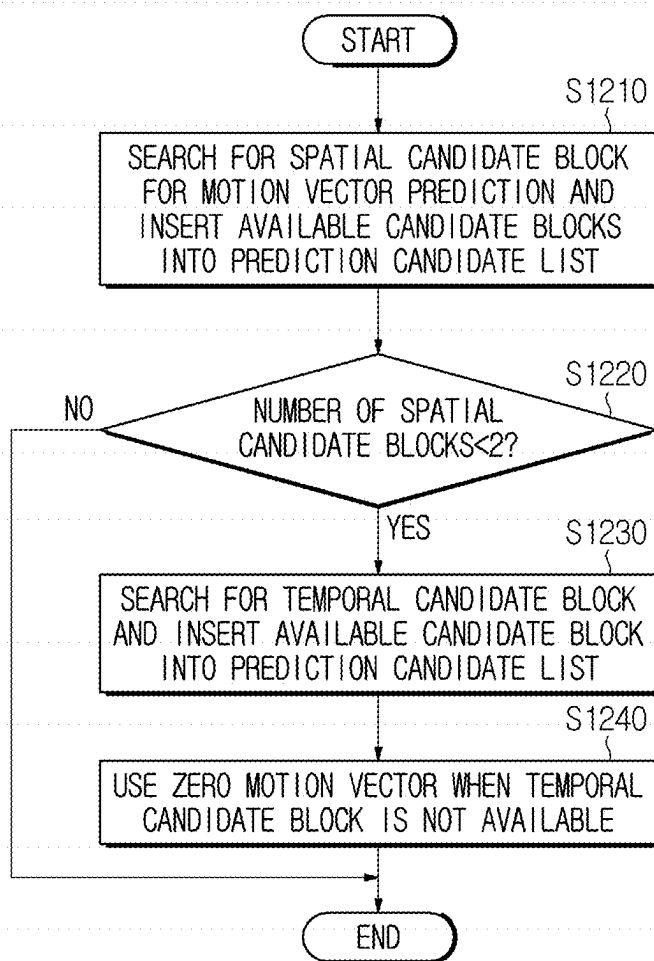 START
S1210
SEARCH FOR SPATIAL CANDIDATE BLOCK
FOR MOTION VECTOR PREDICTION AND
INSERT AVAILABLE CANDIDATE BLOCKS
INTO PREDICTION CANDIDATE LIST
S1220
NO
NUMBER OF SPATIAL
CANDIDATE BLOCKS<2?
YES
S1230
SEARCH FOR TEMPORAL CANDIDATE BLOCK
AND INSERT AVAILABLE CANDIDATE BLOCK
INTO PREDICTION CANDIDATE LIST
S1240
USE ZERO MOTION VECTOR WHEN TEMPORAL
CANDIDATE BLOCK IS NOT AVAILABLE
END